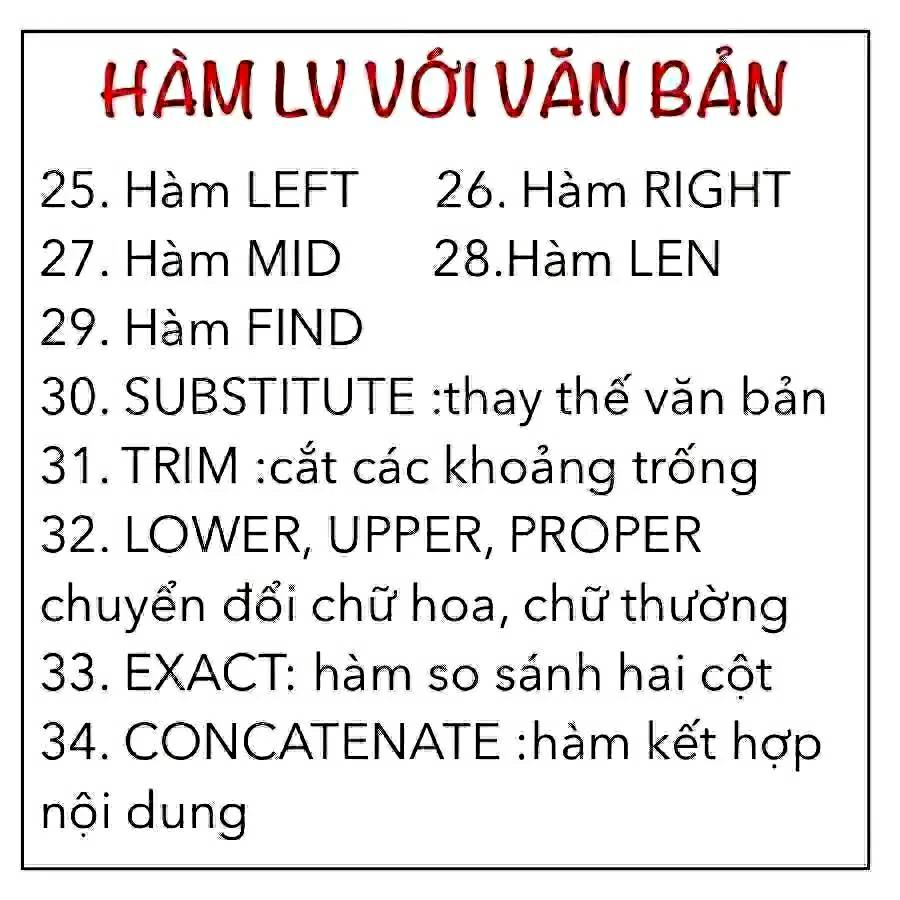 HÀM LV VỚI VĂN BẢN
25. Hàm LEFT 26. Hàm RIGHT
27. Hàm MID 28.Hàm LEN
29. Hàm FIND
30. SUBSTITUTE :thay thế văn bản
31. TRIM :cắt các khoảng trống
32. LOWER, UPPER, PROPER
chuyển đổi chữ hoa, chữ thường
33. EXACT: hàm so sánh hai cột
34. CONCATENATE :hàm kết hợp
nội dung